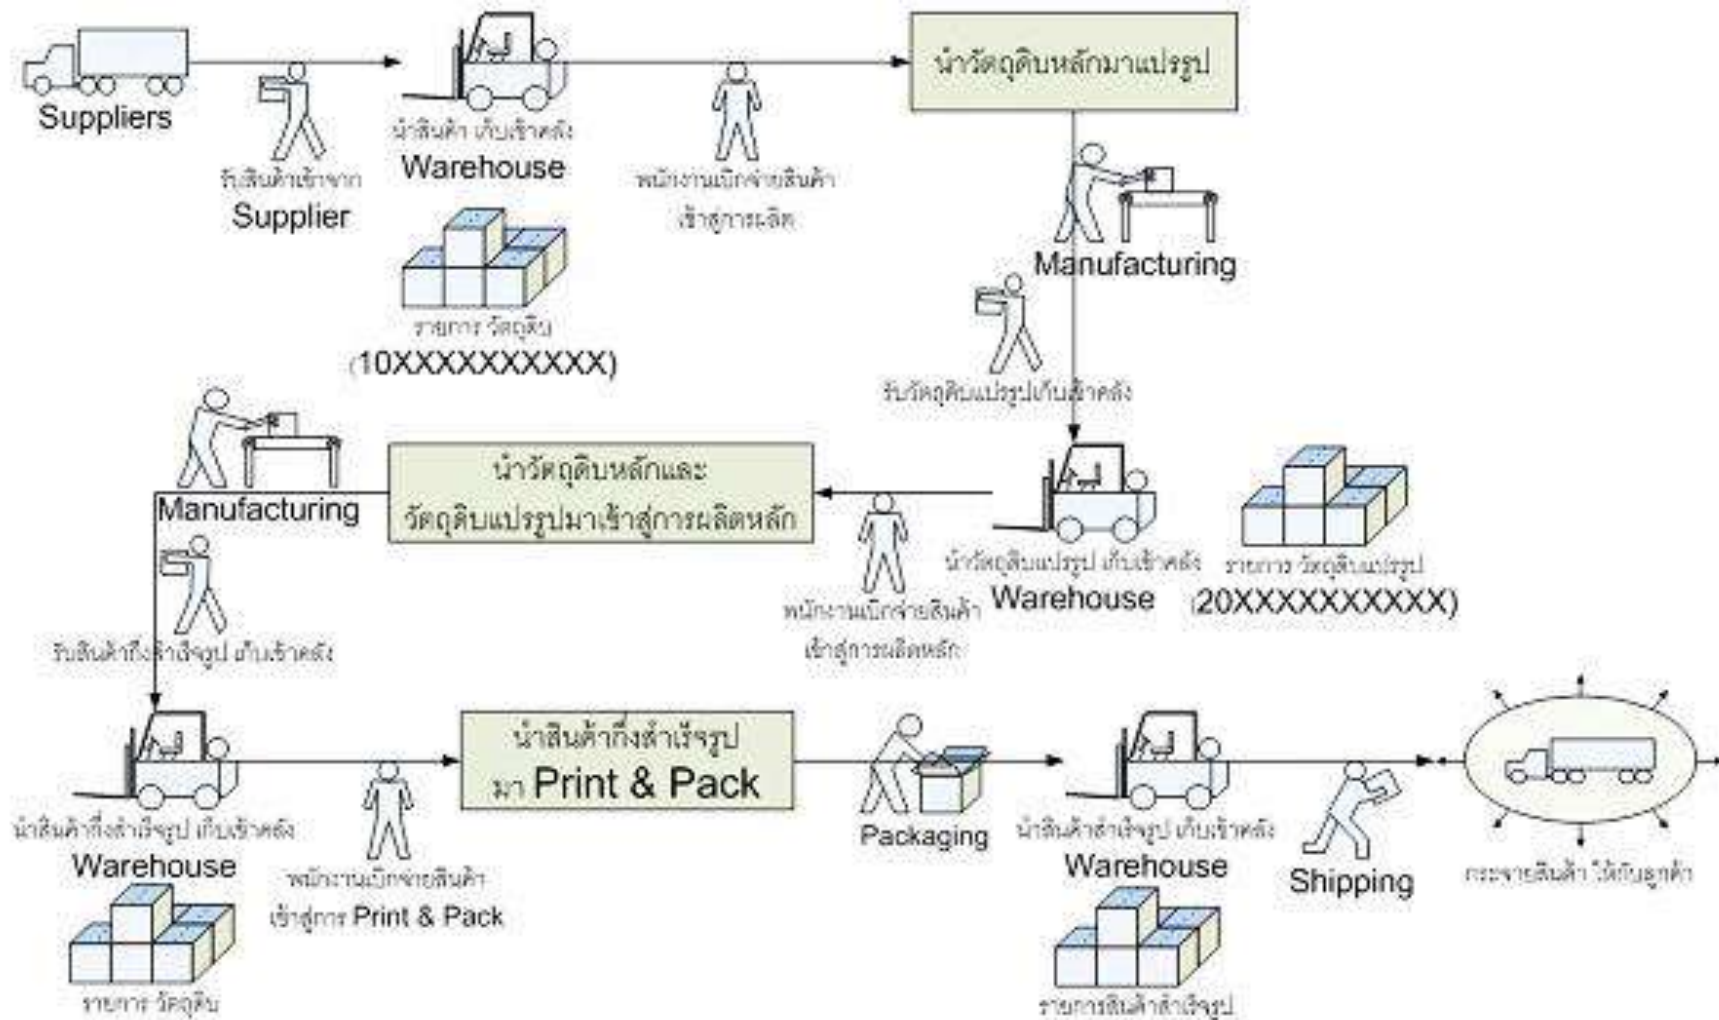 Suppliers
รับสินค้าเข้าจาก
Supplier
นำสินค้า เก็บเข้าคลัง
Warehouse
รายการ วัตถุดิบ
(10XXXXXXXXXX)
พนักงานเบิกจ่ายสินค้า
เข้าสู่การผลิต
นำวัตถุดิบหลักมาแปรรูป
Manufacturing
รับวัตถุดิบแปรรูปเก็บเข้าคลัง
นำวัตถุดิบแปรรูป เก็บเข้าคลัง
Warehouse
รายการ วัตถุดิบแปรรูป
(20XXXXXXXXXX)
พนักงานเบิกจ่ายสินค้า
เข้าสู่การผลิตหลัก
นำวัตถุดิบหลักและ
วัตถุดิบแปรรูปมาเข้าสู่การผลิตหลัก
Manufacturing
รับสินค้ากึ่งสำเร็จรูป เก็บเข้าคลัง
นำสินค้ากึ่งสำเร็จรูป เก็บเข้าคลัง
Warehouse
รายการ วัตถุดิบ
พนักงานเบิกจ่ายสินค้า
เข้าสู่การ Print & Pack
นำสินค้ากึ่งสำเร็จรูป
มา Print & Pack
Packaging
นำสินค้าสำเร็จรูป เก็บเข้าคลัง
Warehouse
รายการสินค้าสำเร็จรูป
Shipping
กระจายสินค้า ให้กับลูกค้า